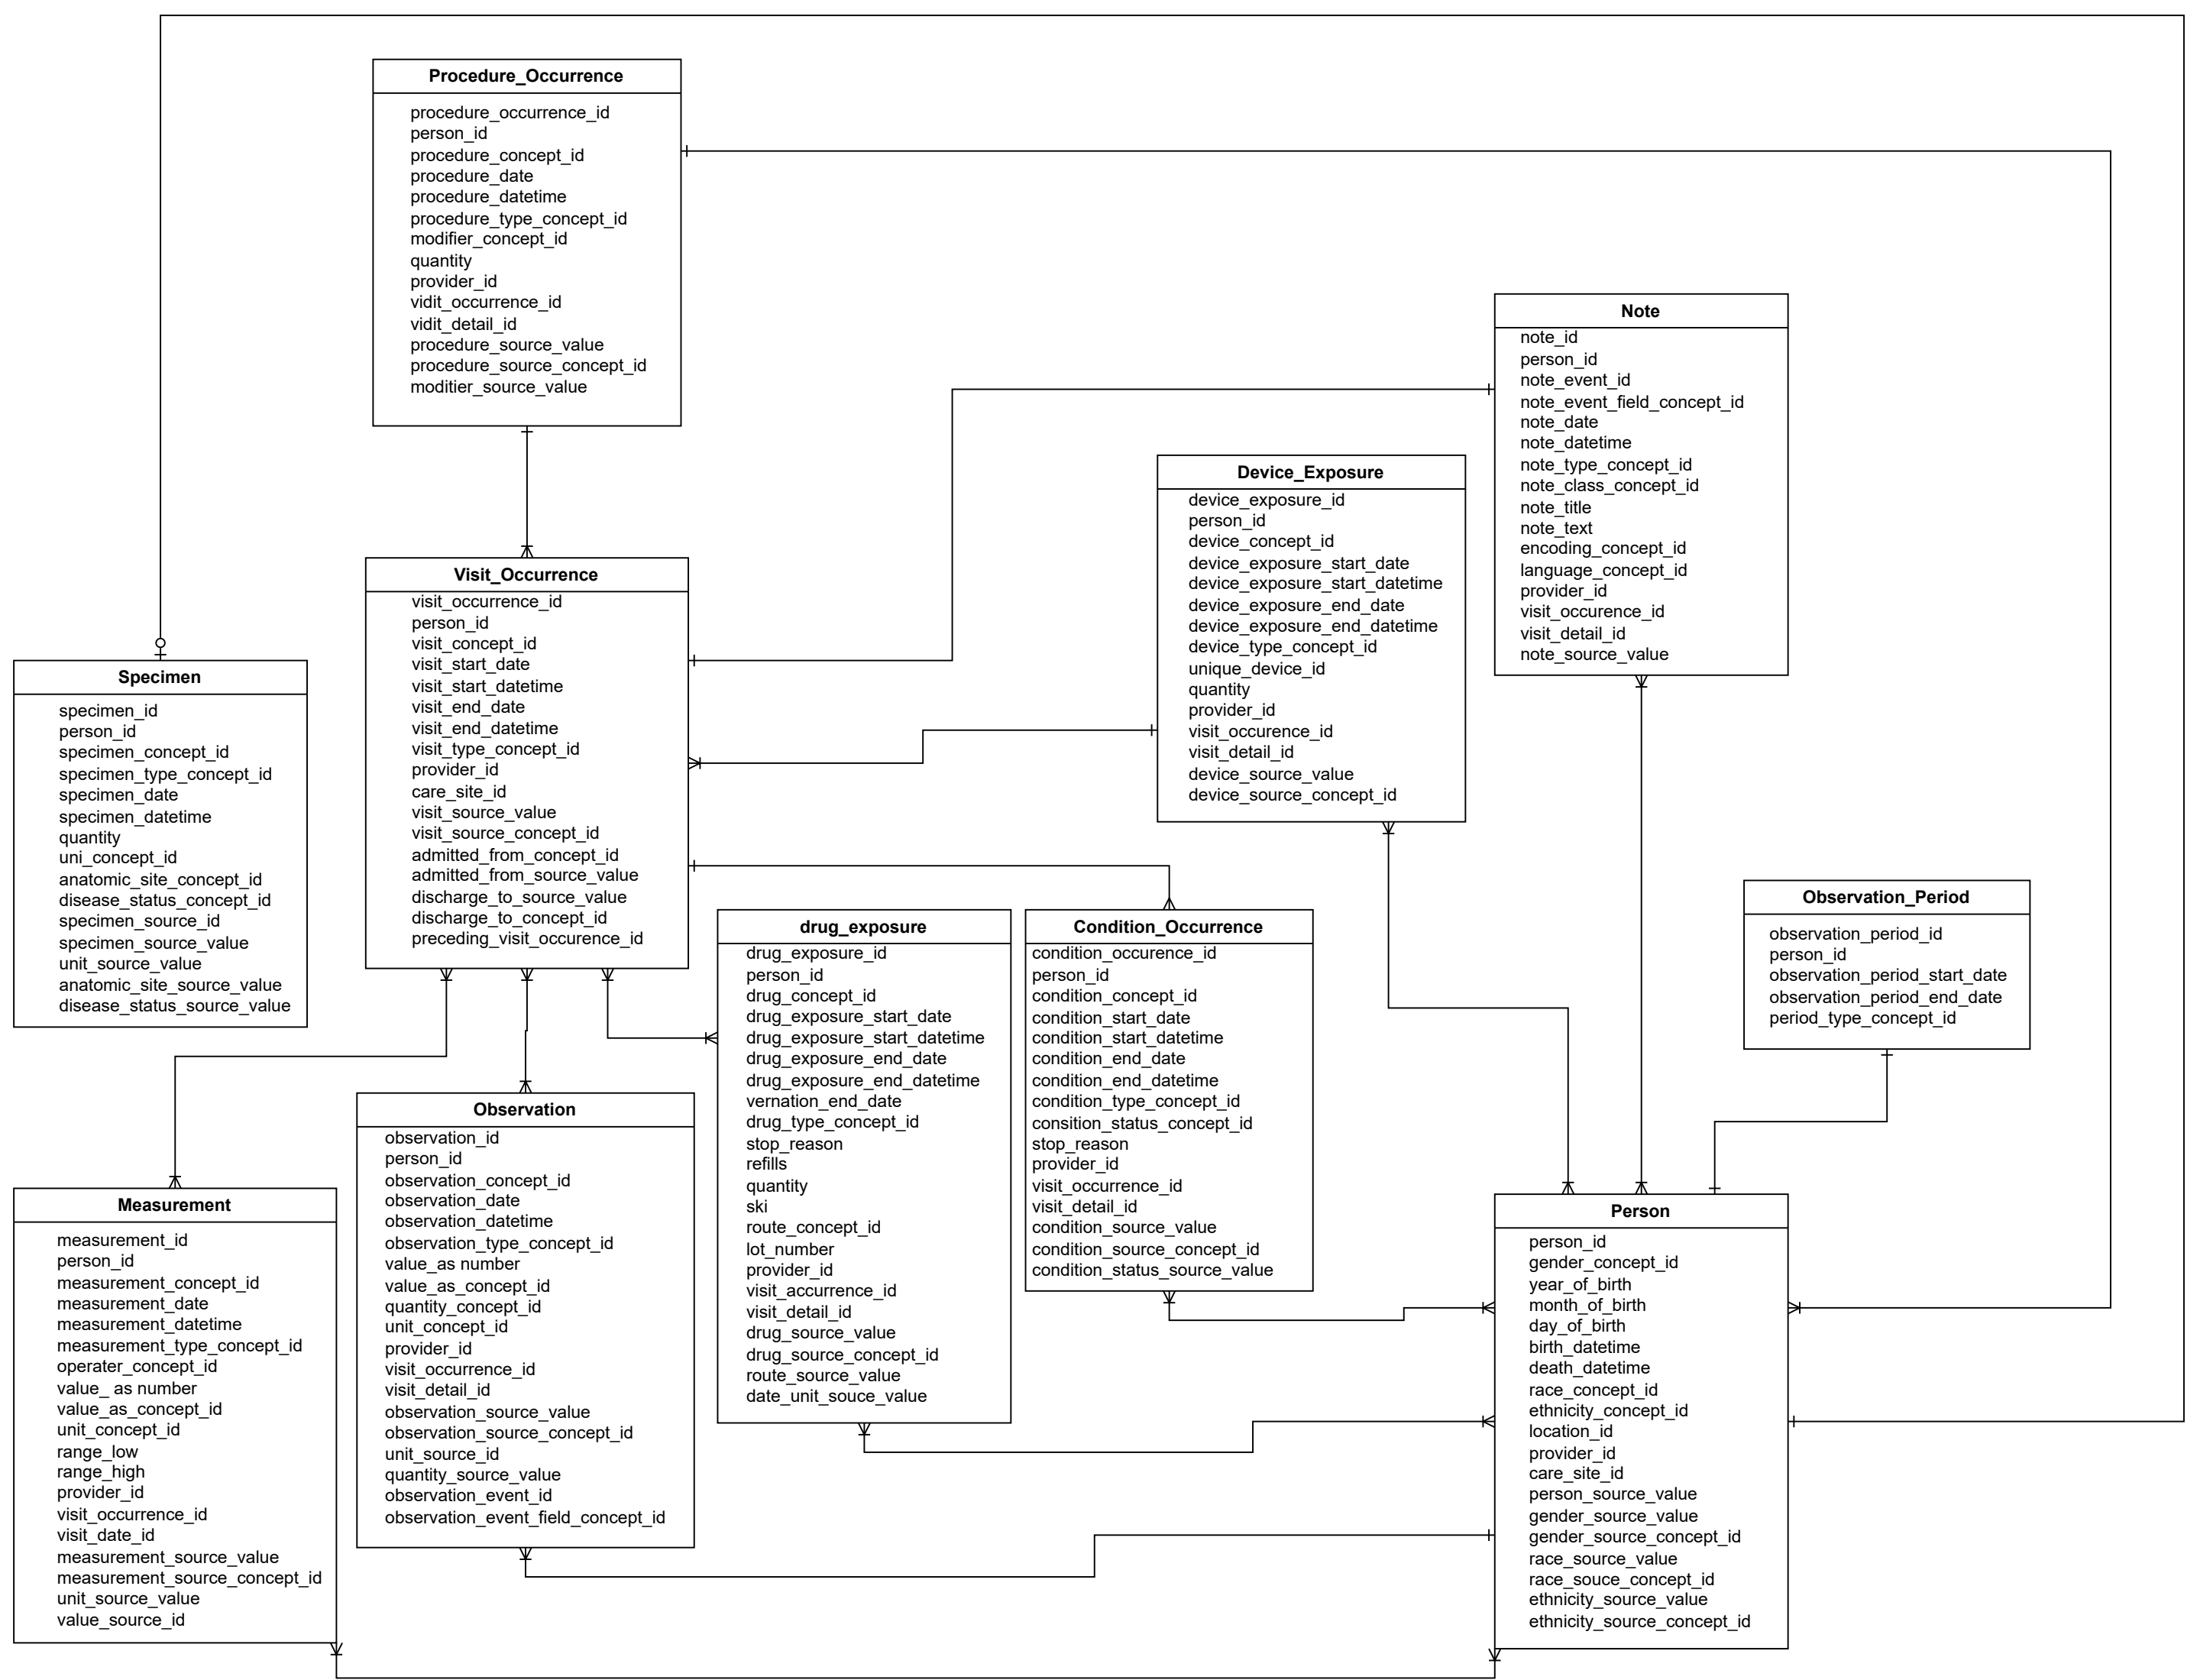 Procedure_Occurrence
procedure_occurrence_id
person_id
procedure_concept_id
procedure_date
procedure_datetime
procedure_type_concept_id
modifier_concept_id
quantity
provider_id
vidit_occurrence_id
vidit_detail_id
procedure_source_value
procedure_source_concept_id
moditier_source_value
Note
note_id
person_id
note_event_id
note_event_field_concept_id
note_date
note_datetime
note_type_concept_id
note_class_concept_id
note_title
note_text
encoding_concept_id
language_concept_id
provider_id
visit_occurence_id
visit_detail_id
note_source_value
Device_Exposure
device_exposure_id
person_id
device_concept_id
device_exposure_start_date
device_exposure_start_datetime
device_exposure_end_date
device_exposure_end_datetime
device_type_concept_id
unique_device_id
quantity
provider_id
visit_occurence_id
visit_detail_id
device_source_value
device_source_concept_id
Visit_Occurrence
visit_occurrence_id
person_id
visit_concept_id
visit_start_date
visit_start_datetime
visit_end_date
visit_end_datetime
visit_type_concept_id
provider_id
care_site_id
visit_source_value
visit_source_concept_id
admitted_from_concept_id
admitted_from_source_value
discharge_to_source_value
discharge_to_concept_id
preceding_visit_occurence_id
Specimen
specimen_id
person_id
specimen_concept_id
specimen_type_concept_id
specimen_date
specimen_datetime
quantity
uni_concept_id
anatomic_site_concept_id
disease_status_concept_id
specimen_source_id
specimen_source_value
unit_source_value
anatomic_site_source_value
disease_status_source_value
drug_exposure
drug_exposure_id
person_id
drug_concept_id
drug_exposure_start_date
drug_exposure_start_datetime
drug_exposure_end_date
drug_exposure_end_datetime
vernation_end_date
drug_type_concept_id
stop_reason
refills
quantity
ski
route_concept_id
lot_number
provider_id
visit_accurrence_id
visit_detail_id
drug_source_value
drug_source_concept_id
route_source_value
date_unit_souce_value
Condition_Occurrence
condition_occurence_id
person_id
condition_concept_id
condition_start_date
condition_start_datetime
condition_end_date
condition_end_datetime
condition_type_concept_id
consition_status_concept_id
stop_reason
provider_id
visit_occurrence_id
visit_detail_id
condition_source_value
condition_source_concept_id
condition_status_source_value
Observation_Period
observation_period_id
person_id
observation_period_start_date
observation_period_end_date
period_type_concept_id
Observation
observation_id
person_id
observation_concept_id
observation_date
observation_datetime
observation_type_concept_id
value_as number
value_as_concept_id
quantity_concept_id
unit_concept_id
provider_id
visit_occurrence_id
visit_detail_id
observation_source_value
observation_source_concept_id
unit_source_id
quantity_source_value
observation_event_id
observation_event_field_concept_id
Measurement
measurement_id
person_id
measurement_concept_id
measurement_date
measurement_datetime
measurement_type_concept_id
operater_concept_id
value_ as number
value_as_concept_id
unit_concept_id
range_low
range_high
provider_id
visit_occurrence_id
visit_date_id
measurement_source_value
measurement_source_concept_id
unit_source_value
value_source_id
Person
person_id
gender_concept_id
year_of_birth
month_of_birth
day_of_birth
birth_datetime
death_datetime
race_concept_id
ethnicity_concept_id
location_id
provider_id
care_site_id
person_source_value
gender_source_value
gender_source_concept_id
race_source_value
race_souce_concept_id
ethnicity_source_value
ethnicity_source_concept_id